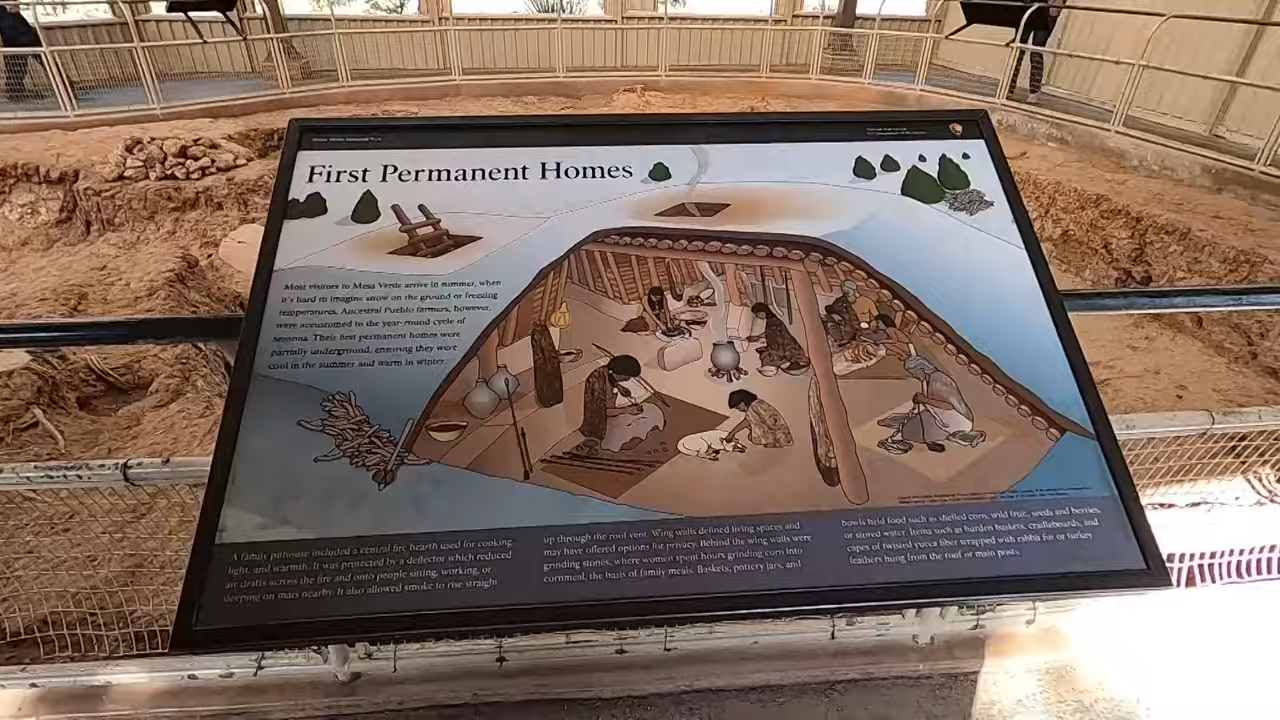 First Permanent Homes
Most visitors to Mesa Verde arrive in summer, when
it's hard to imagine snow on the ground or freezing
temperatures. Ancestral Pueblo farmers, however,
were accustomed to the year-round cycle of
seasons. Their first permanent homes were
partially underground, ensuring they were
cool in the summer and warm in winter.
A family pithouse included a central fire hearth used for cooking,
light, and warmth. It was protected by a deflector which reduced
air drafts across the fire and onto people sitting, working, or
sleeping on mats nearby. It also allowed smoke to rise straight
up through the roof vent. Wing walls defined living spaces and
may have offered options for privacy. Behind the wing walls were
grinding stones, where women spent hours grinding corn into
cornmeal, the basis of family meals. Baskets, pottery jars, and
bowls held food such as shelled corn, wild fruit, seeds and berries,
or stored water. Items such as burden baskets, cradleboards, and
capes of twisted yucca fiber wrapped with rabbit fur or turkey
feathers hung from the roof or main posts.